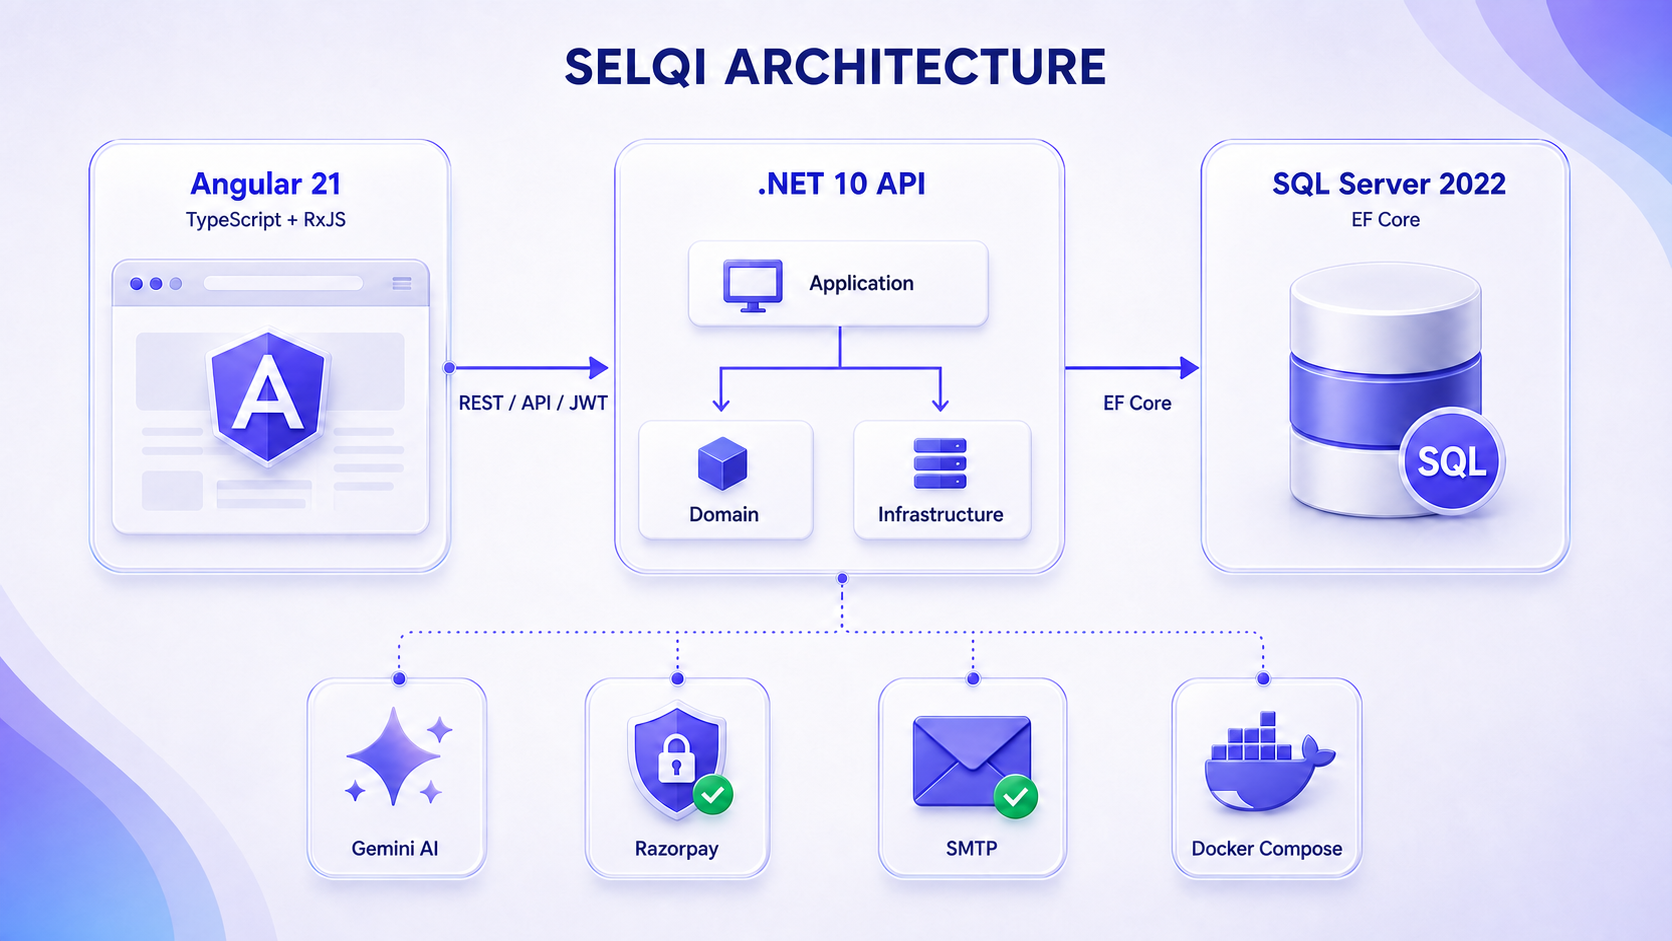 SELQI ARCHITECTURE
Angular 21
TypeScript + RxJS
A
REST / API / JWT
.NET 10 API
Application
Domain
Infrastructure
EF Core
SQL Server 2022
EF Core
SQL
Gemini AI
Razorpay
SMTP
Docker Compose